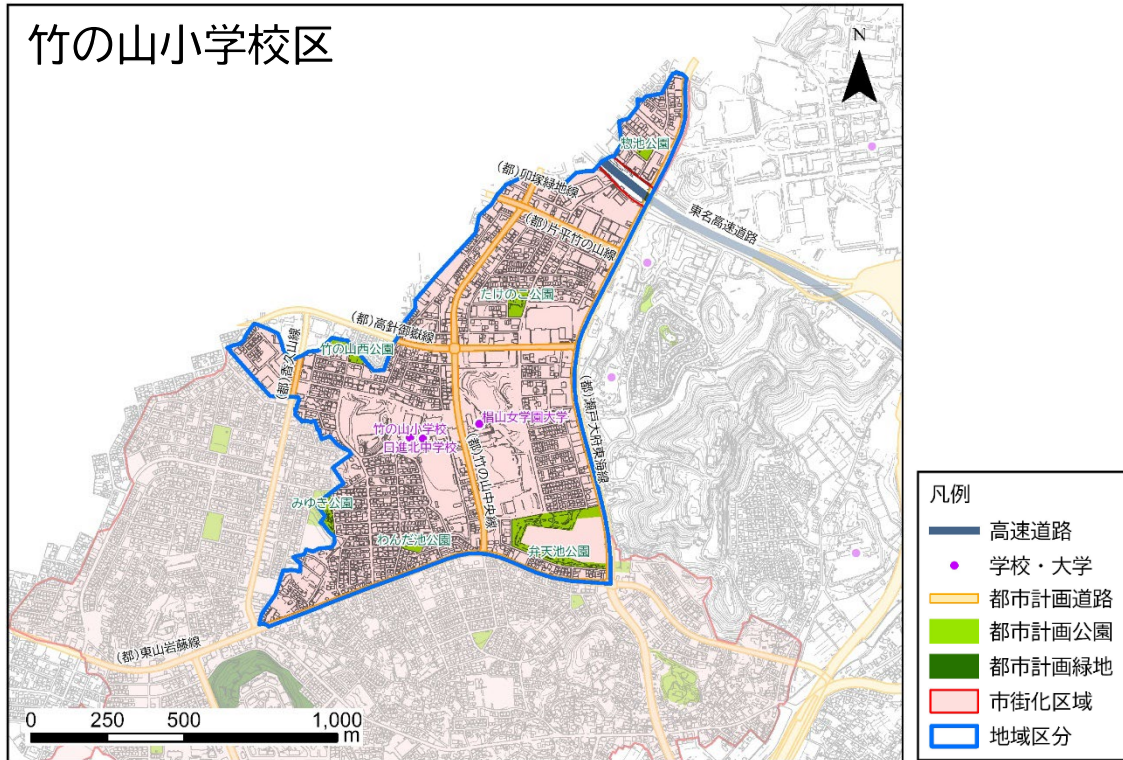 竹の山小学校区
N
惣池公園
(都)卯塚緑地線
(都)片平竹の山線
東名高速道路
たけのこ公園
(都)高針御嶽線
竹の山西公園
(都)香久山線
(都)瀬戸大府東海線
椙山女学園大学
竹の山小学校
日進北中学校
(都)竹の山中央線
みゆき公園
わんだ池公園
弁天池公園
(都)東山岩藤線
0 250 500 1,000
m
凡例
高速道路
学校・大学
都市計画道路
都市計画公園
都市計画緑地
市街化区域
地域区分